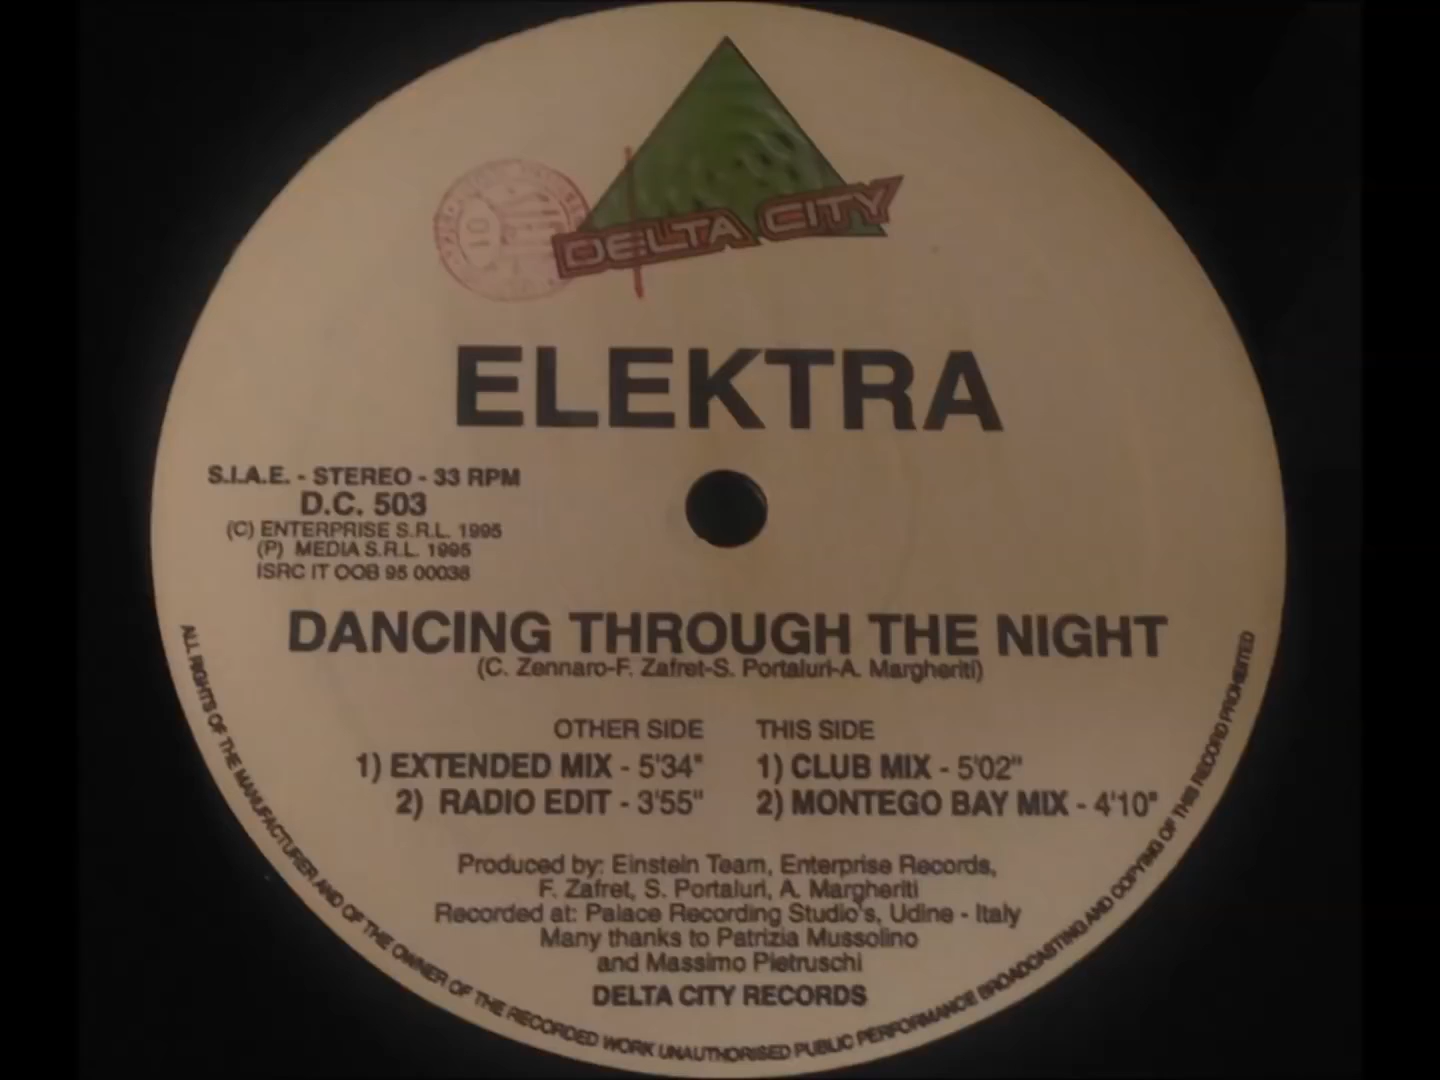 DELTA CITY
ELEKTRA
S.I.A.E. - STEREO - 33 RPM
D.C. 503
(C) ENTERPRISE S.R.L. 1995
(P) MEDIA S.R.L. 1995
ISRC IT OOB 95 00038
DANCING THROUGH THE NIGHT
(C. Zennaro-F. Zafret-S. Portaluri-A. Margheriti)
OTHER SIDE
1) EXTENDED MIX - 5'34"
2) RADIO EDIT - 3'55"
THIS SIDE
1) CLUB MIX - 5'02"
2) MONTEGO BAY MIX - 4'10"
Produced by: Einstein Team, Enterprise Records,
F. Zafret, S. Portaluri, A. Margheriti
Recorded at: Palace Recording Studio's, Udine - Italy
Many thanks to Patrizia Mussolino
and Massimo Pietruschi
DELTA CITY RECORDS
ALL RIGHTS OF THE MANUFACTURER AND OF THE OWNER OF THE RECORDED WORK UNAUTHORISED PUBLIC PERFORMANCE BROADCASTING AND COPYING OF THIS RECORD PROHIBITED